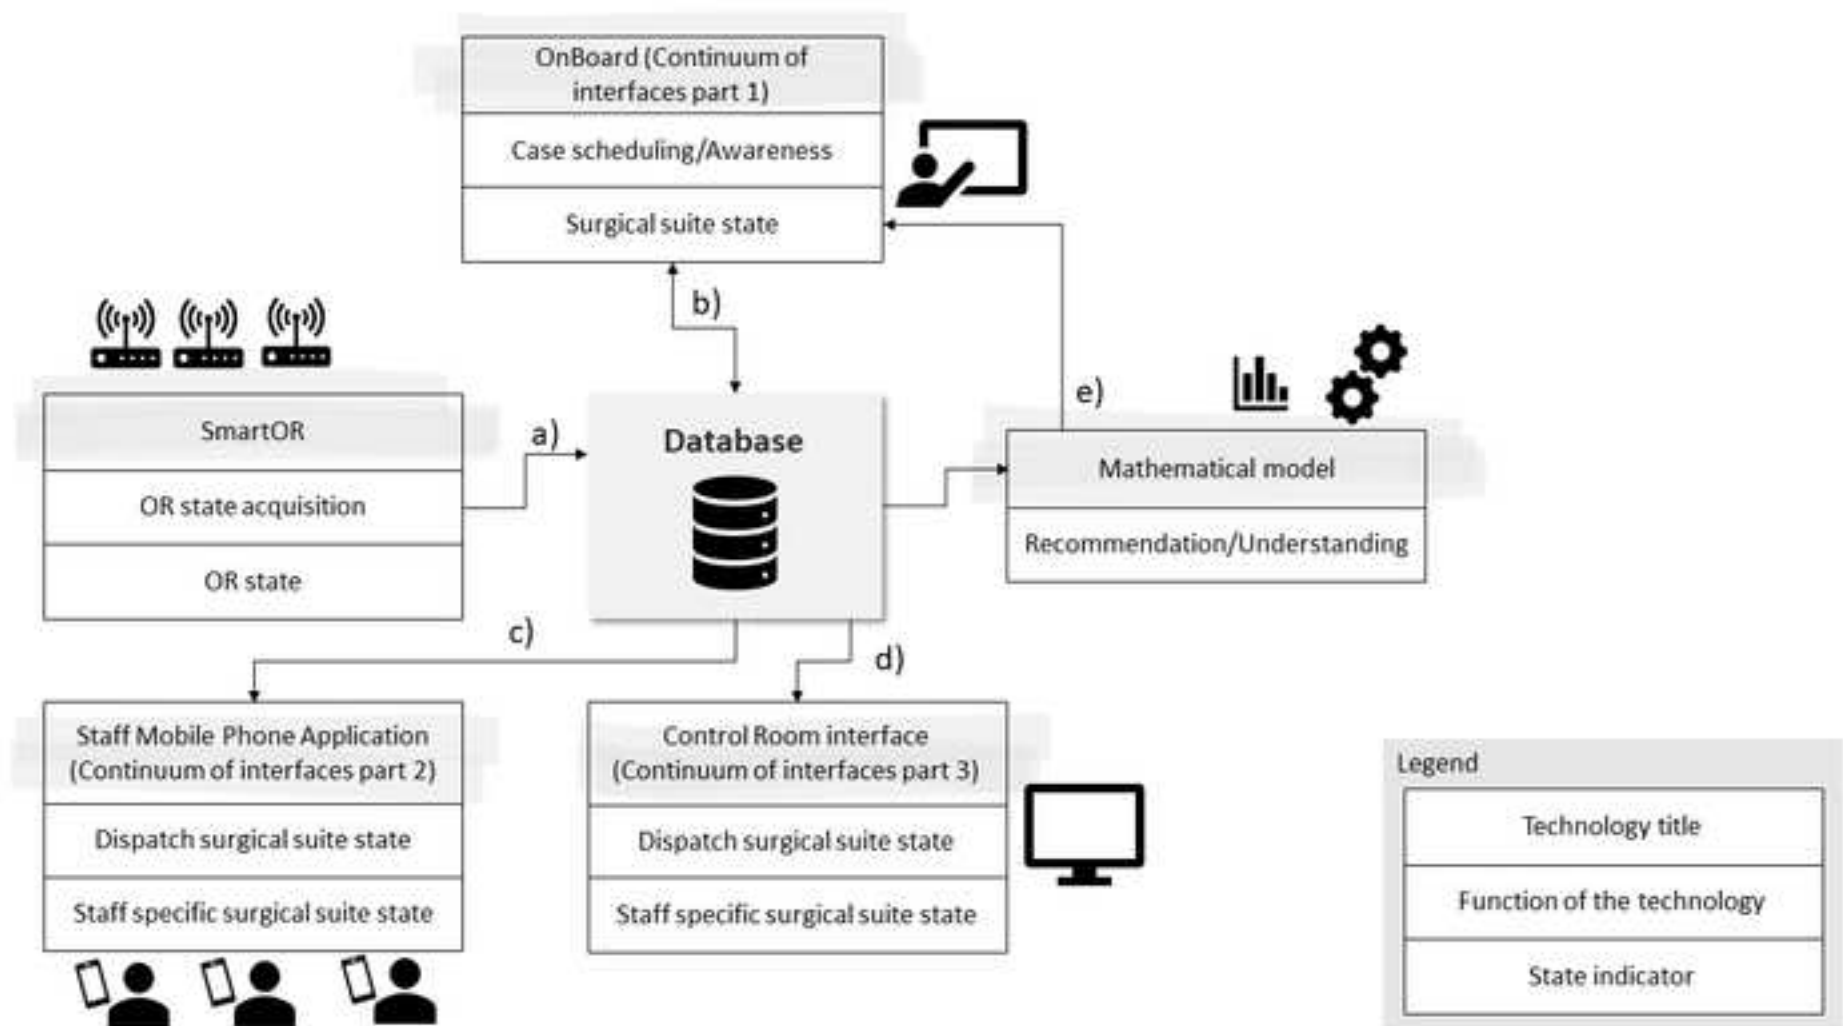 OnBoard (Continuum of
interfaces part 1)
Case scheduling/Awareness
Surgical suite state
b)
e)
SmartOR
OR state acquisition
OR state
a)
Database
Mathematical model
Recommendation/Understanding
c)
d)
Staff Mobile Phone Application
(Continuum of interfaces part 2)
Dispatch surgical suite state
Staff specific surgical suite state
Control Room interface
(Continuum of interfaces part 3)
Dispatch surgical suite state
Staff specific surgical suite state
Legend
Technology title
Function of the technology
State indicator